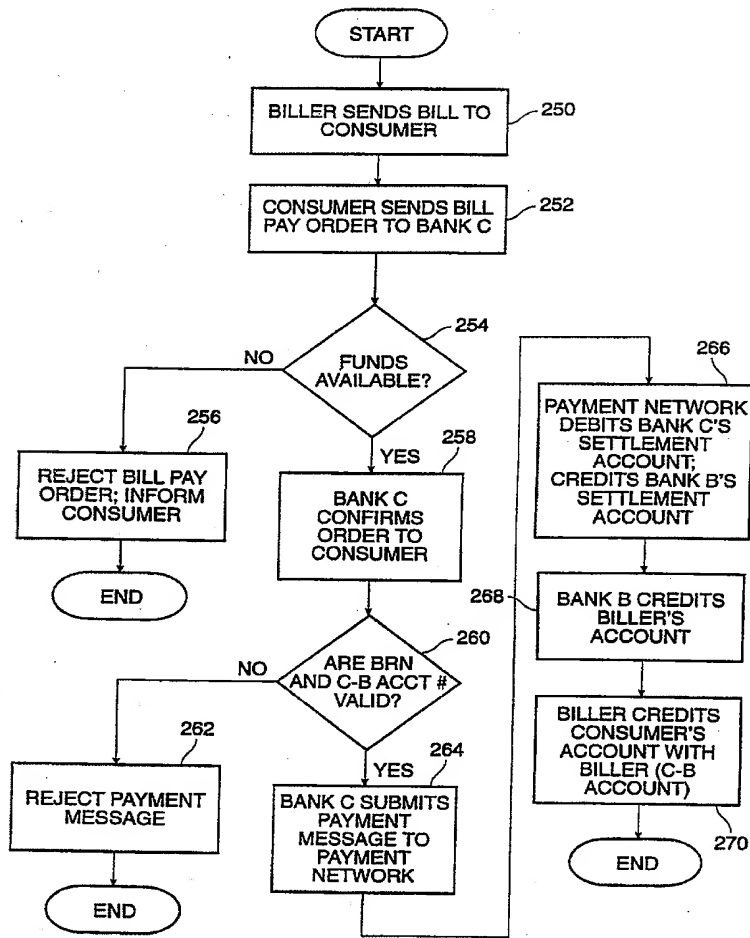 START
BILLER SENDS BILL TO
CONSUMER
250
CONSUMER SENDS BILL
PAY ORDER TO BANK C
252
FUNDS
AVAILABLE?
254
NO
YES
256
REJECT BILL PAY
ORDER; INFORM
CONSUMER
END
258
BANK C
CONFIRMS
ORDER TO
CONSUMER
260
ARE BRN
AND C-B ACCT #
VALID?
NO
YES
262
REJECT PAYMENT
MESSAGE
END
264
BANK C SUBMITS
PAYMENT
MESSAGE TO
PAYMENT
NETWORK
266
PAYMENT NETWORK
DEBITS BANK C'S
SETTLEMENT
ACCOUNT;
CREDITS BANK B'S
SETTLEMENT
ACCOUNT
268
BANK B CREDITS
BILLER'S
ACCOUNT
BILLER CREDITS
CONSUMER'S
ACCOUNT WITH
BILLER (C-B
ACCOUNT)
270
END